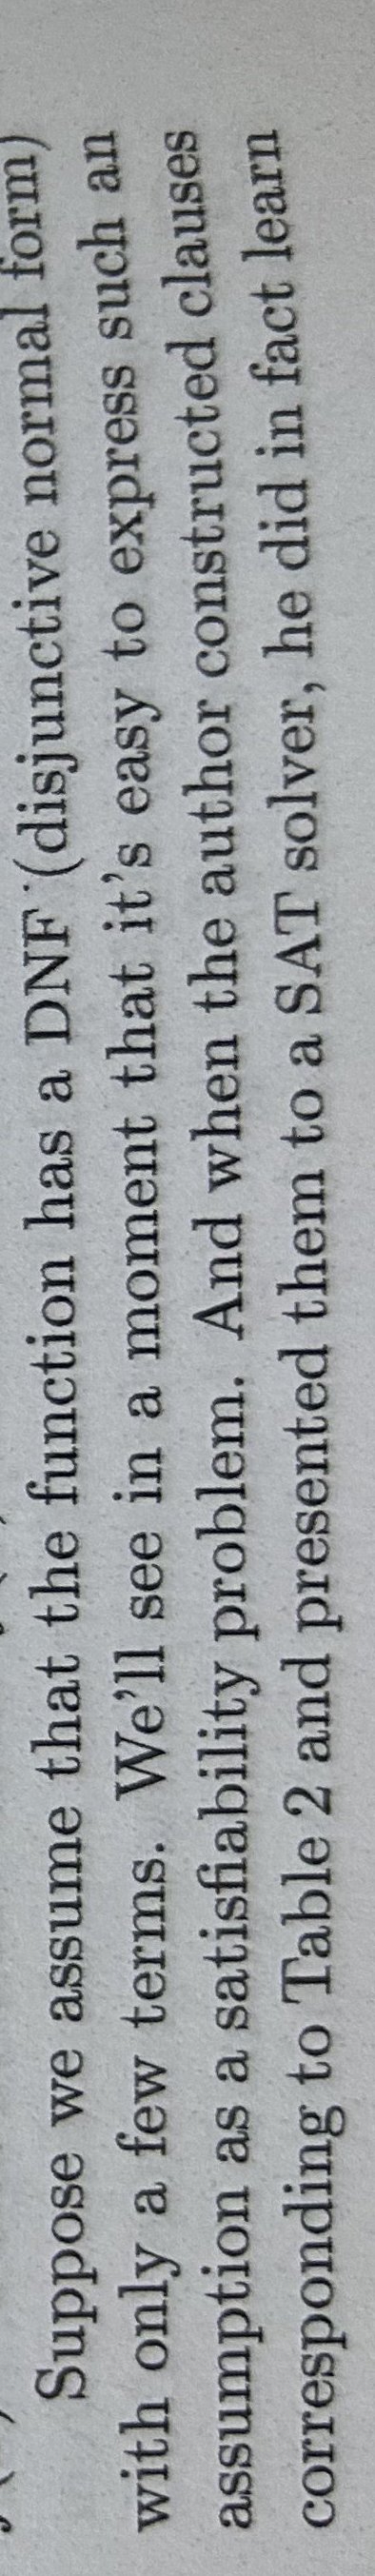 Suppose we assume that the function has a DNF (disjunctive normal form)
with only a few terms. We'll see in a moment that it's easy to express such an
assumption as a satisfiability problem. And when the author constructed clauses
corresponding to Table 2 and presented them to a SAT solver, he did in fact learn